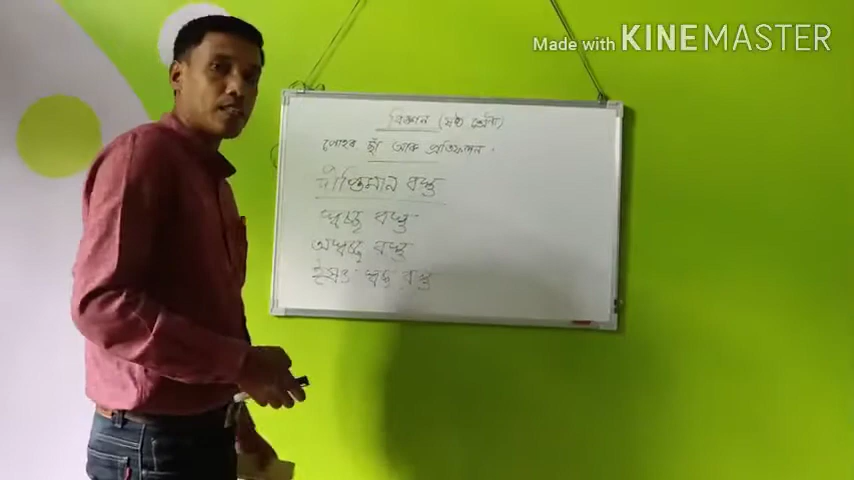 Made with KINEMASTER
বিজ্ঞান (ষষ্ঠ শ্ৰেণী)
পোহৰ ছাঁ আৰু প্ৰতিফলন ।
দীপ্তিমান বস্তু
স্বচ্ছ বস্তু
অস্বচ্ছ বস্তু
ঈষৎ স্বচ্ছ বস্তু